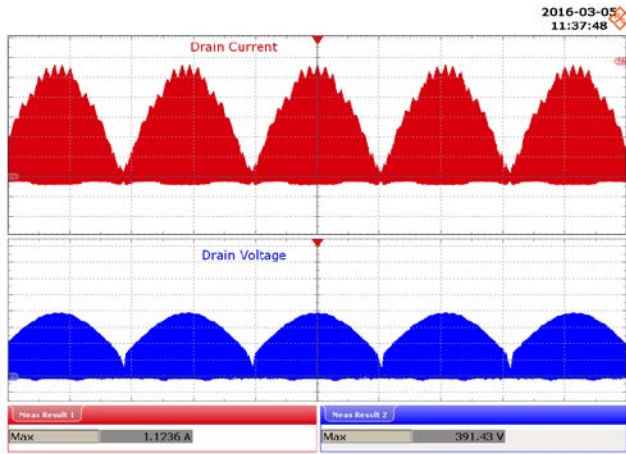 2016-03-05
11:37:48
Drain Current
Drain Voltage
Meas Result 1
Meas Result 2
Max 1.1236 A
Max 391.43 V